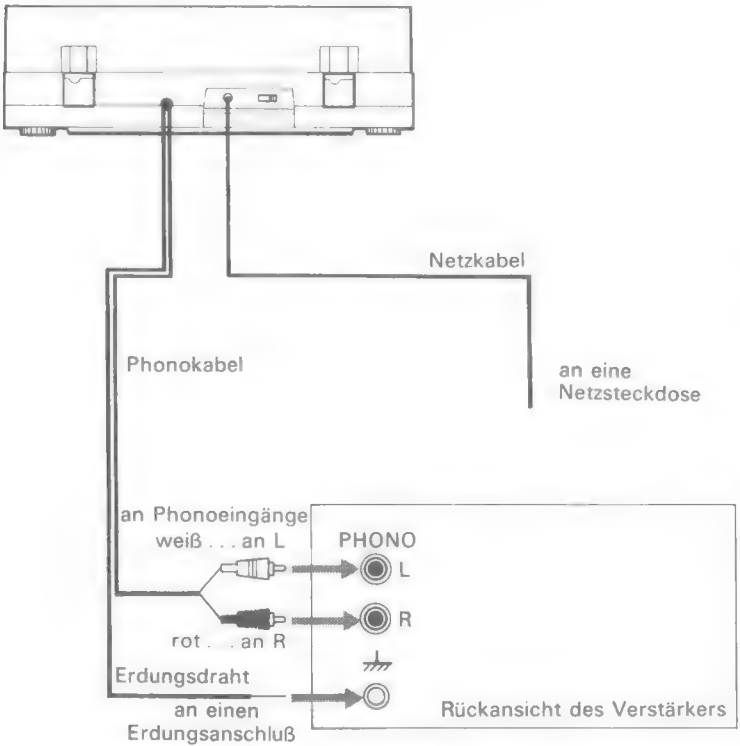 Netzkabel
Phonokabel
an eine
Netzsteckdose
an Phonoeingänge
weiß . . . an L
PHONO
L
R
rot . . . an R
Erdungsdraht
an einen
Erdungsanschluß
Rückansicht des Verstärkers